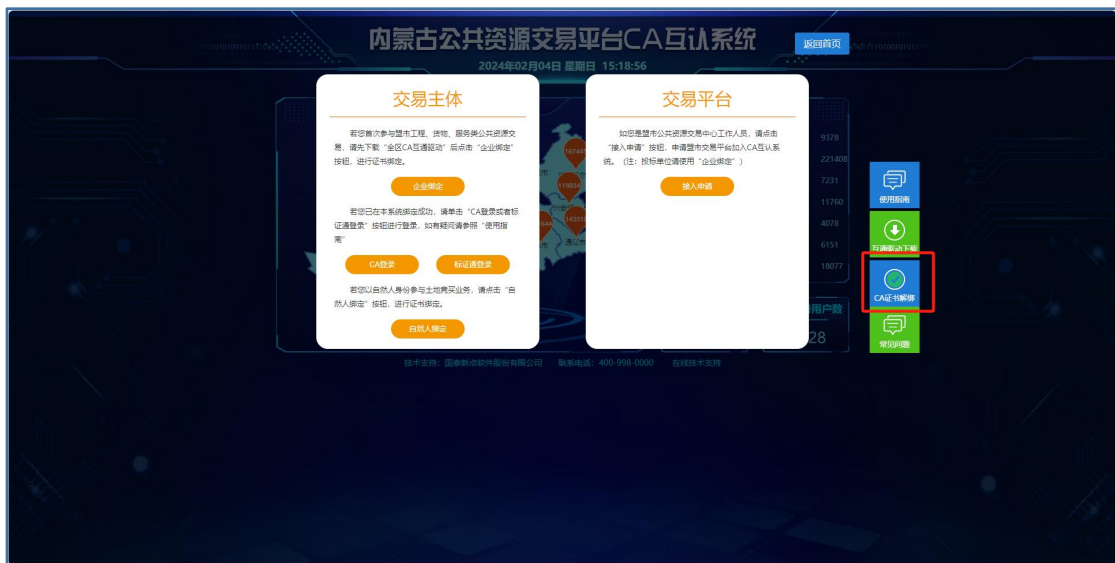 内蒙古公共资源交易平台CA互认系统
返回首页
2024年02月04日 星期日 15:18:56
交易主体
若您首次参与盟市工程、货物、服务类公共资源交
易，请先下载“全区CA互通驱动”后点击“企业绑定”
按钮，进行证书绑定。
企业绑定
若您已在本系统绑定成功，请单击“CA登录或者标
证通登录”按钮进行登录，如有疑问请参照“使用指
南”
CA登录
标证通登录
若您以自然人身份参与土地竞买业务，请点击“自
然人绑定”按钮，进行证书绑定。
自然人绑定
交易平台
如您是盟市公共资源交易中心工作人员，请点击
“接入申请”按钮，申请盟市交易平台加入CA互认系
统。（注：投标单位请使用“企业绑定”）
接入申请
9378
221408
7231
11760
4078
6151
18077
用户数
28
使用指南
互通驱动下载
CA证书解绑
常见问题
技术支持：国泰新点软件股份有限公司 联系电话：400-998-0000 在线技术支持